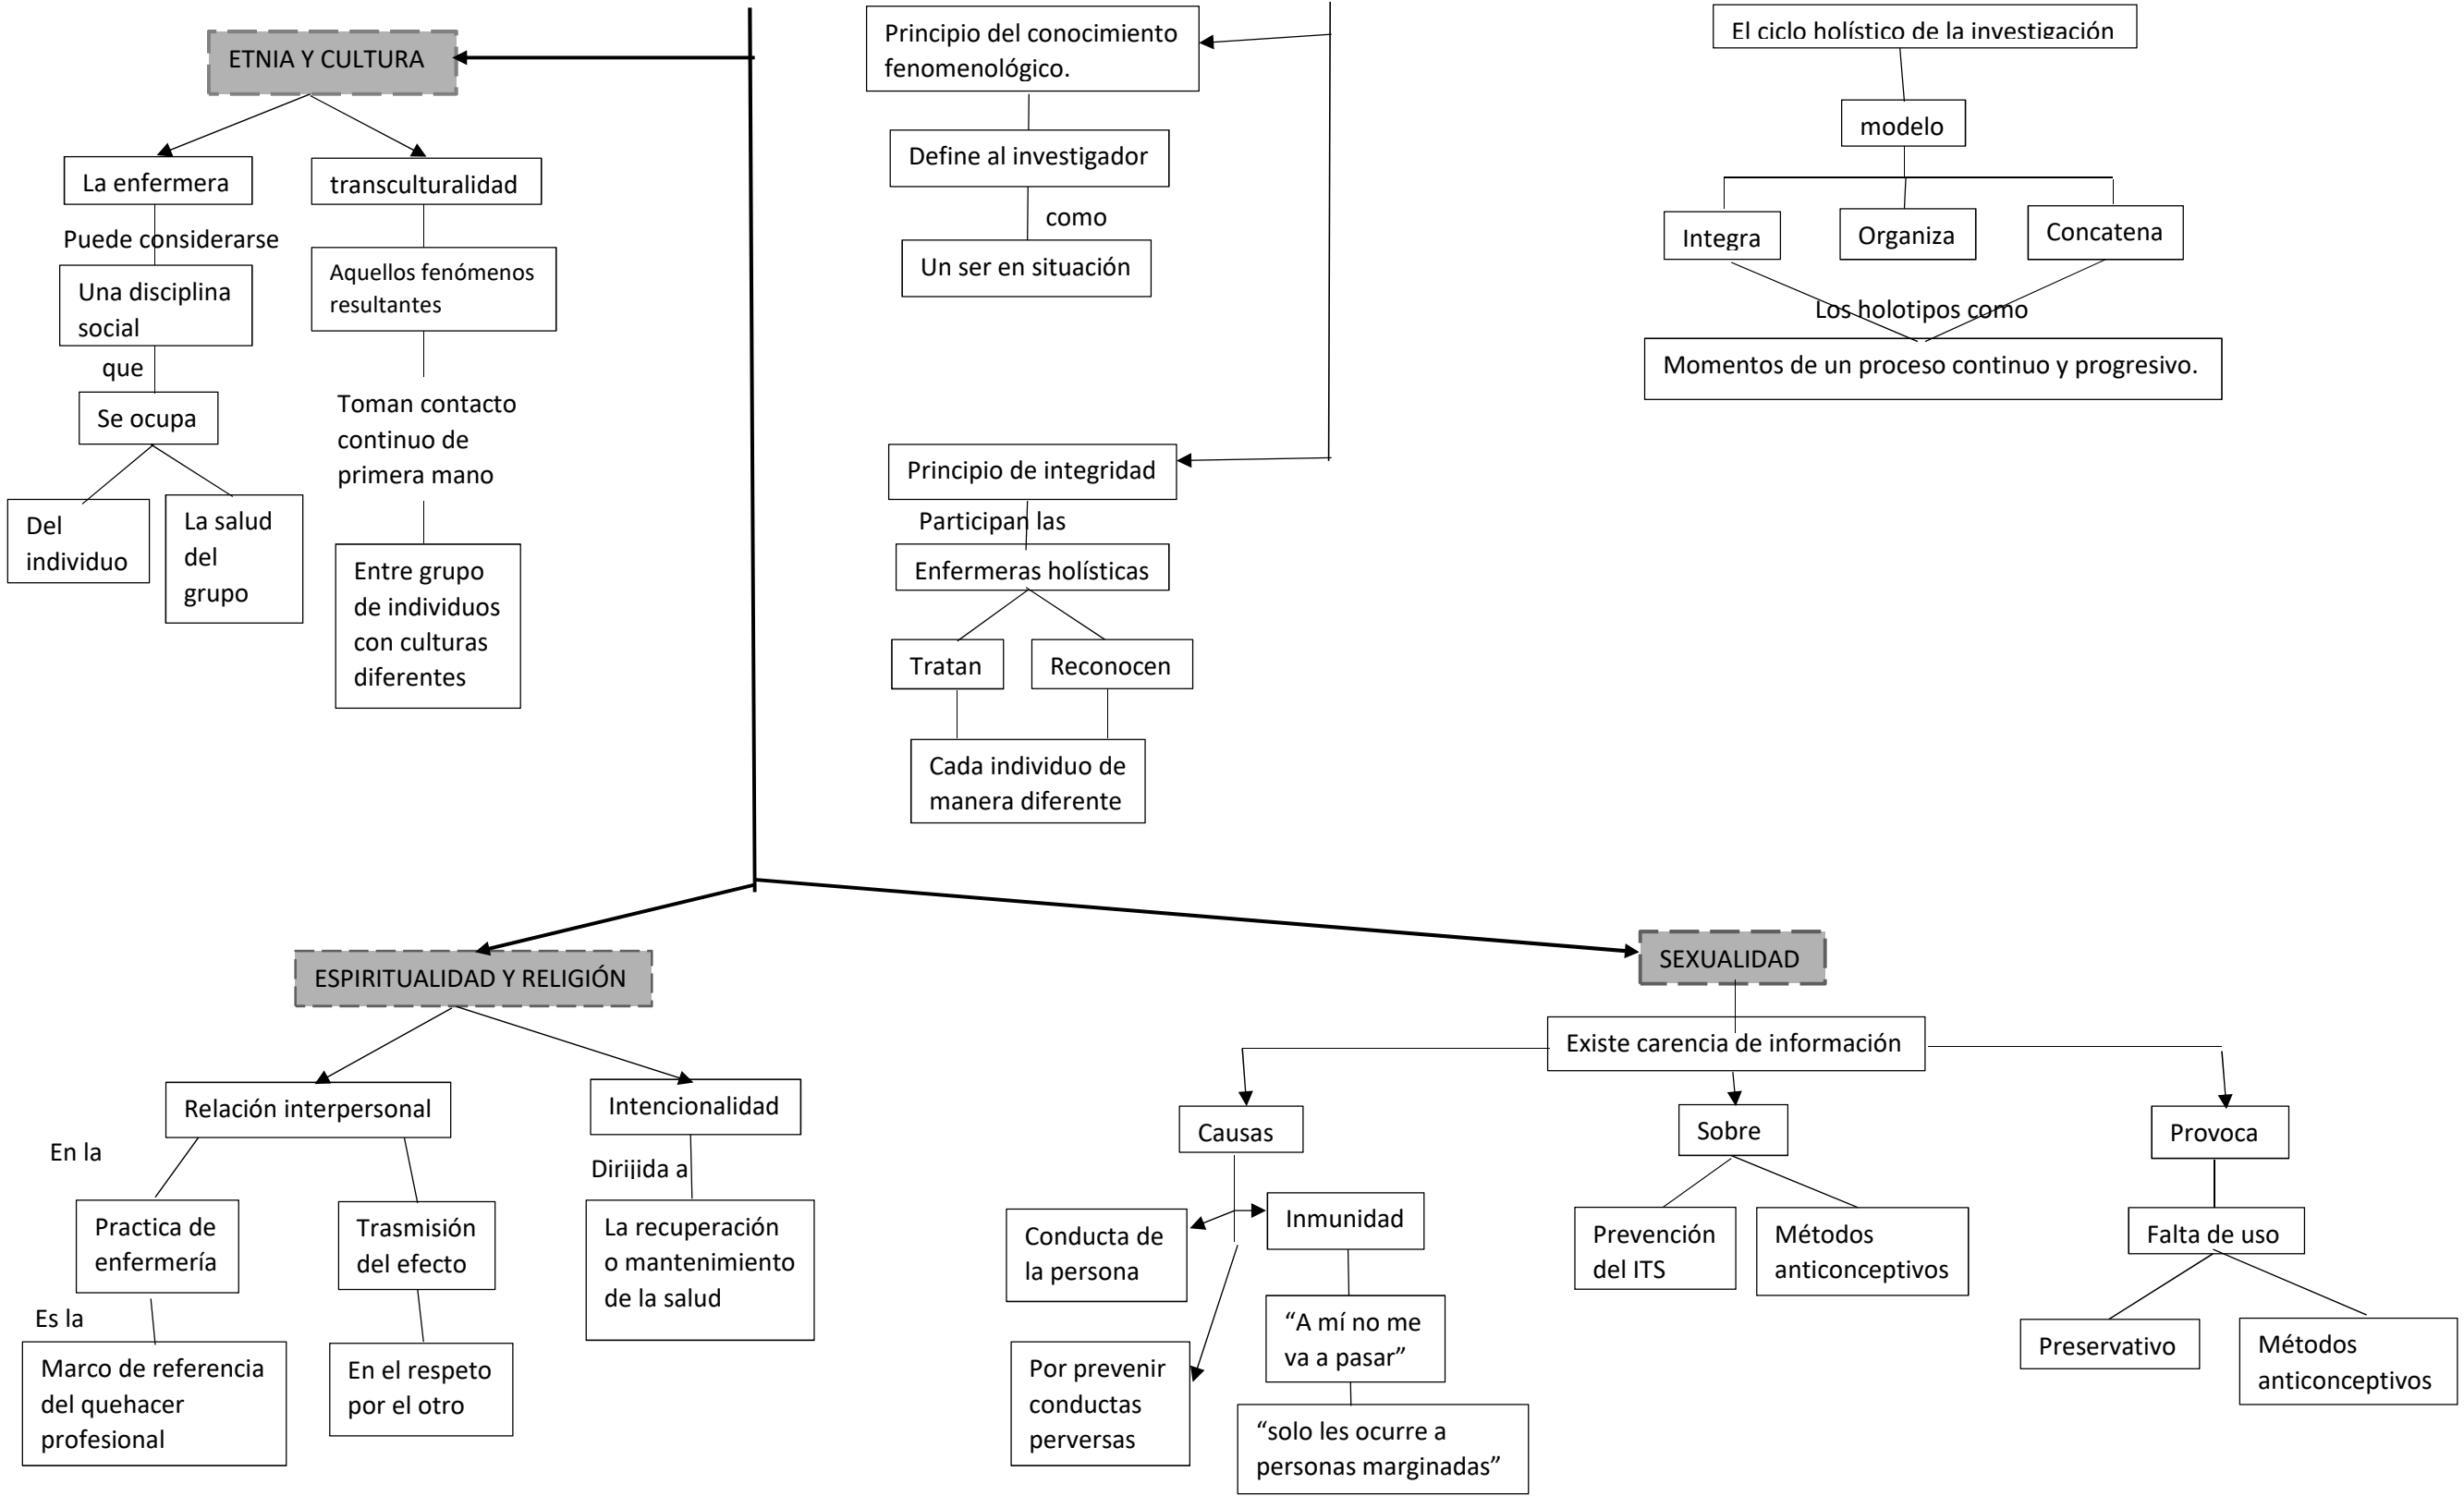 ETNIA Y CULTURA
La enfermera
Puede considerarse
Una disciplina
social
que
Se ocupa
Del
individuo
La salud
del
grupo
transculturalidad
Aquellos fenómenos
resultantes
Toman contacto
continuo de
primera mano
Entre grupo
de individuos
con culturas
diferentes
Principio del conocimiento
fenomenológico.
Define al investigador
como
Un ser en situación
Principio de integridad
Participan las
Enfermeras holísticas
Tratan
Reconocen
Cada individuo de
manera diferente
El ciclo holístico de la investigación
modelo
Integra
Organiza
Concatena
Los holotipos como
Momentos de un proceso continuo y progresivo.
ESPIRITUALIDAD Y RELIGIÓN
Relación interpersonal
En la
Practica de
enfermería
Es la
Marco de referencia
del quehacer
profesional
Trasmisión
del efecto
En el respeto
por el otro
Intencionalidad
Dirijida a
La recuperación
o mantenimiento
de la salud
SEXUALIDAD
Existe carencia de información
Causas
Conducta de
la persona
Inmunidad
“A mí no me
va a pasar”
“solo les ocurre a
personas marginadas”
Por prevenir
conductas
perversas
Sobre
Prevención
del ITS
Métodos
anticonceptivos
Provoca
Falta de uso
Preservativo
Métodos
anticonceptivos